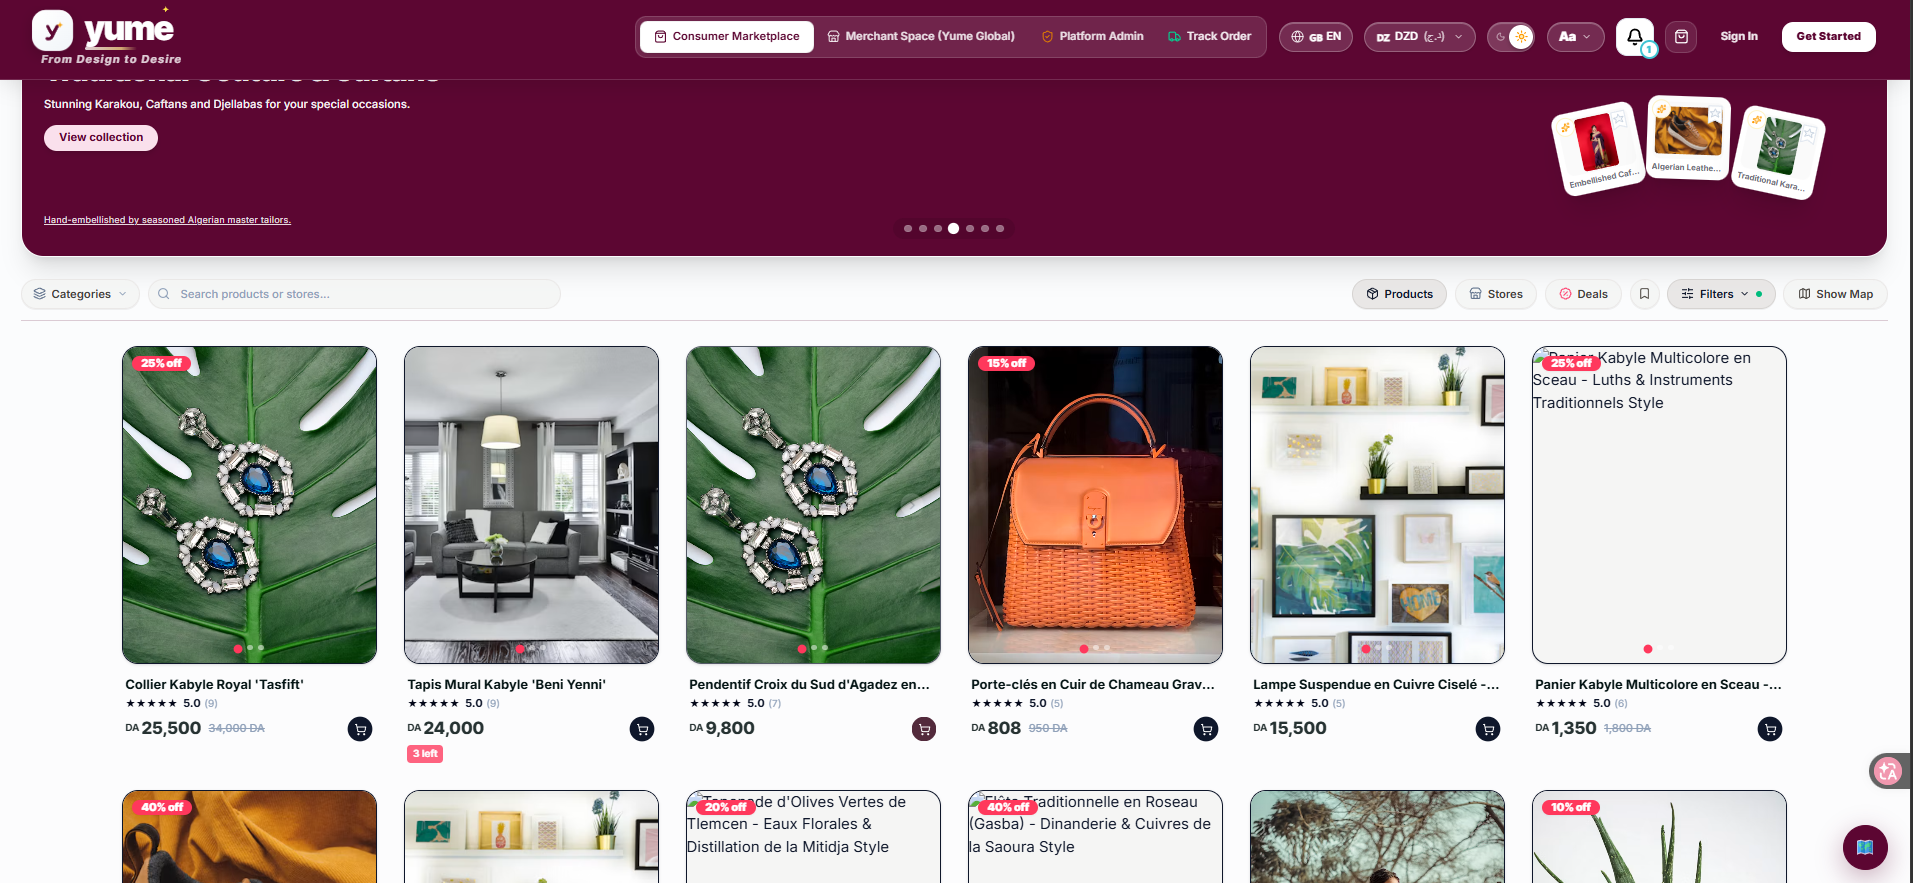 yume
From Design to Desire
Consumer Marketplace
Merchant Space (Yume Global)
Platform Admin
Track Order
GB EN
DZ DZD (د.ج)
Aa
1
Sign In
Get Started
Stunning Karakou, Caftans and Djellabas for your special occasions.
View collection
Hand-embellished by seasoned Algerian master tailors.
Embellished Caf...
Algerian Leathe...
Traditional Kara...
Categories
Search products or stores...
Products
Stores
Deals
Filters
Show Map
25% off
15% off
25% off
Panier Kabyle Multicolore en
Sceau - Luths & Instruments
Traditionnels Style
Collier Kabyle Royal 'Tasfift'
★★★★★ 5.0 (9)
DA 25,500 34,000 DA
Tapis Mural Kabyle 'Beni Yenni'
★★★★★ 5.0 (9)
DA 24,000
3 left
Pendentif Croix du Sud d'Agadez en...
★★★★★ 5.0 (7)
DA 9,800
Porte-clés en Cuir de Chameau Grav...
★★★★★ 5.0 (5)
DA 808 950 DA
Lampe Suspendue en Cuivre Ciselé -...
★★★★★ 5.0 (5)
DA 15,500
Panier Kabyle Multicolore en Sceau -...
★★★★★ 5.0 (6)
DA 1,350 1,800 DA
40% off
20% off
d'Olives Vertes de
Tlemcen - Eaux Florales &
Distillation de la Mitidja Style
40% off
Flûte Traditionnelle en Roseau
(Gasba) - Dinanderie & Cuivres de
la Saoura Style
10% off